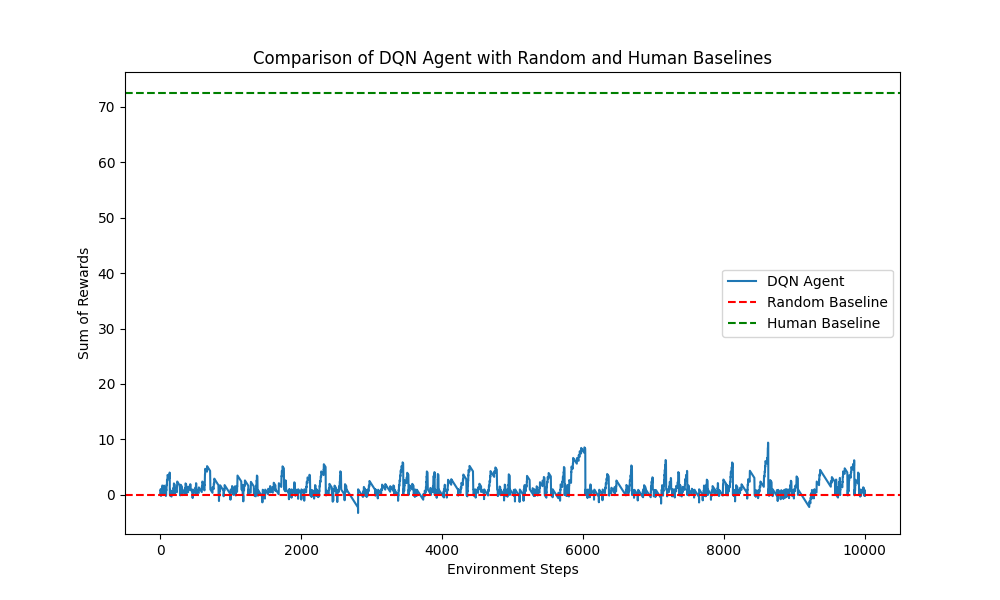 Comparison of DQN Agent with Random and Human Baselines
Sum of Rewards
70
60
50
40
30
20
10
0
DQN Agent
Random Baseline
Human Baseline
0 2000 4000 6000 8000 10000
Environment Steps